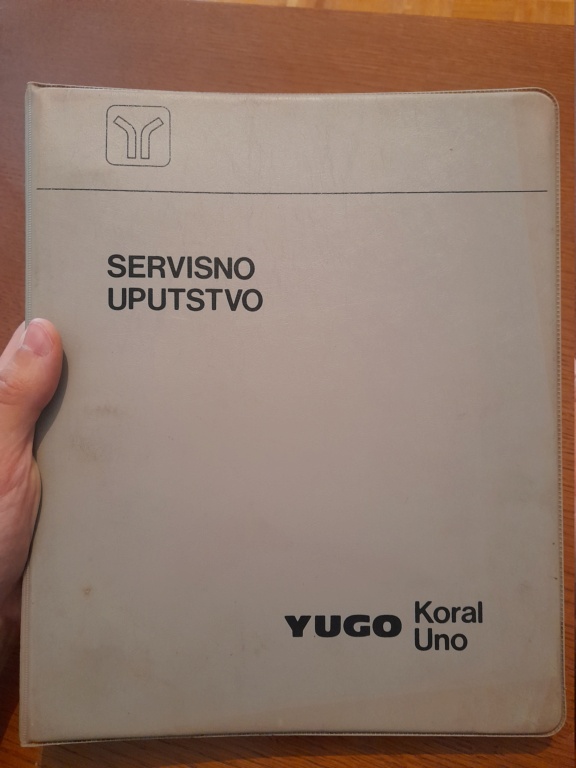 SERVISNO
UPUTSTVO
YUGO Koral
Uno